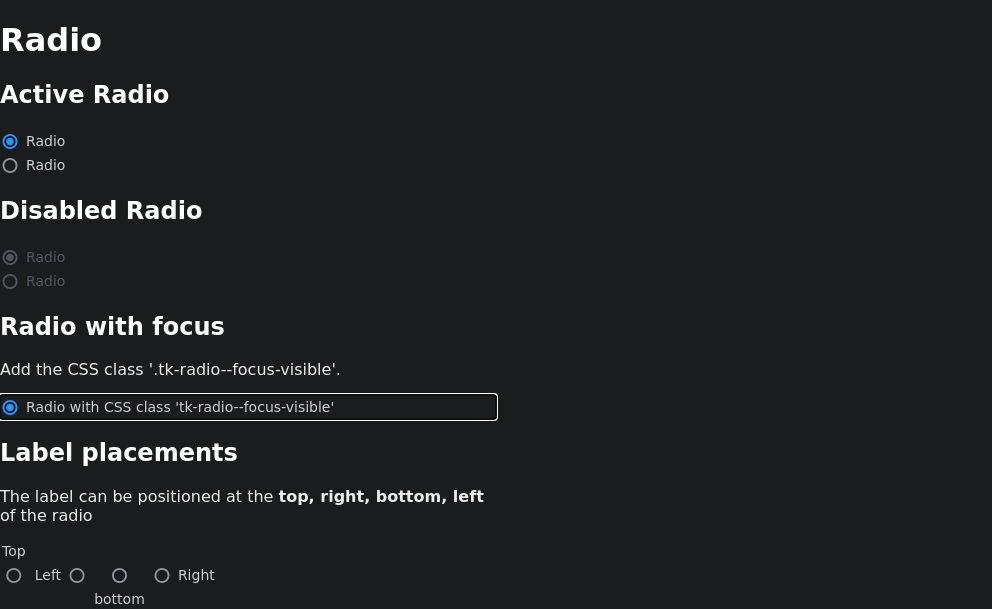 Radio
Active Radio
Radio
Radio
Disabled Radio
Radio
Radio
Radio with focus
Add the CSS class '.tk-radio--focus-visible'.
Radio with CSS class 'tk-radio--focus-visible'
Label placements
The label can be positioned at the top, right, bottom, left
of the radio
Top
Left Right
bottom